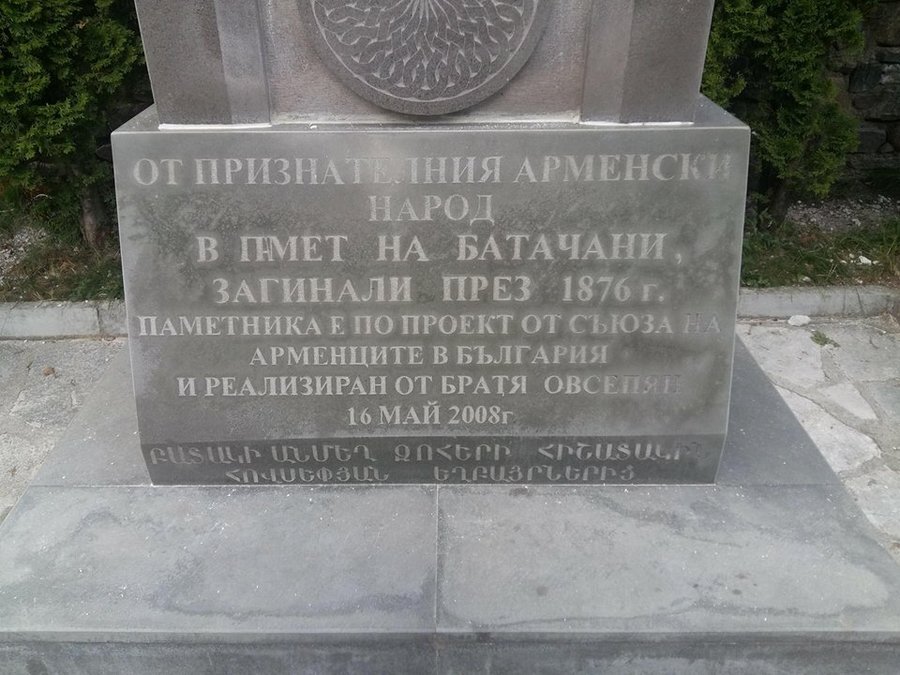 ОТ ПРИЗНАТЕЛНИЯ АРМЕНСКИ
НАРОД
В ПАМЕТ НА БАТАЧАНИ,
ЗАГИНАЛИ ПРЕЗ 1876 г.
ПАМЕТНИКА Е ПО ПРОЕКТ ОТ СЪЮЗА НА
АРМЕНЦИТЕ В БЪЛГАРИЯ
И РЕАЛИЗИРАН ОТ БРАТЯ ОВСЕПЯН
16 МАЙ 2008г
ԲԱՏԱԿԻ ԱՆՄԵՂ ԶՈՀԵՐԻ ՀԻՇԱՏԱԿԻՆ
ՀՈՎՍԵՓՅԱՆ ԵՂԲԱՅՐՆԵՐԻՑ